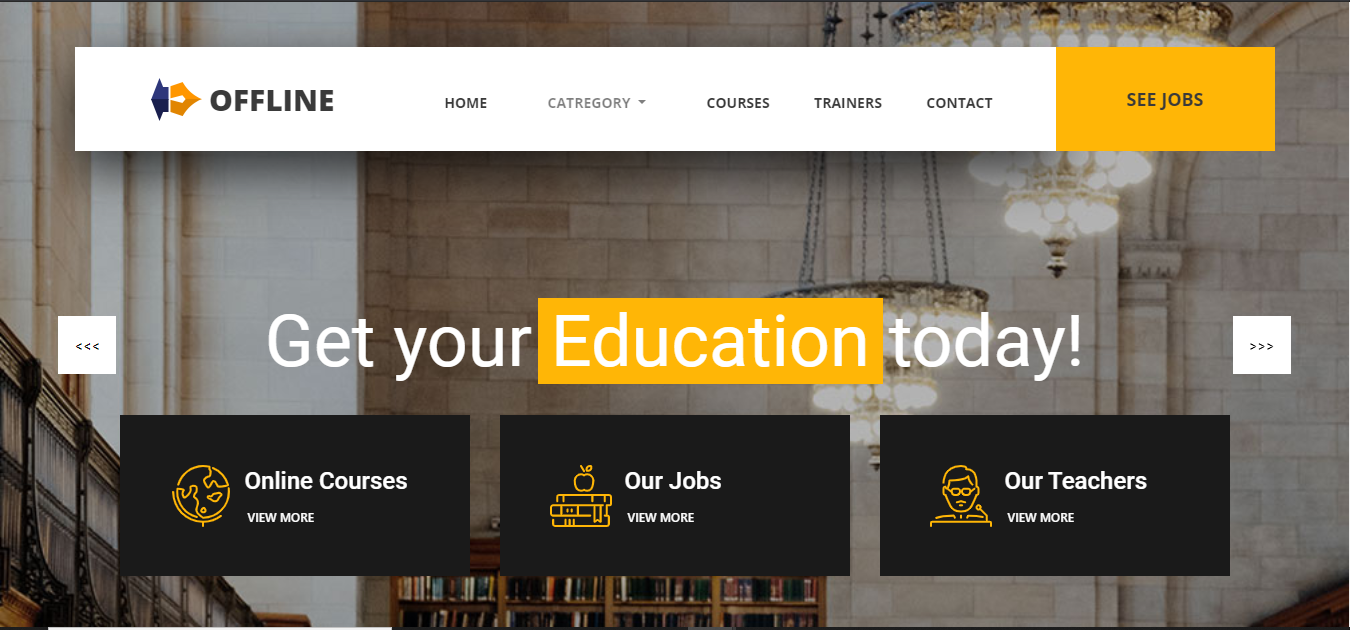 OFFLINE
HOME CATREGORY COURSES TRAINERS CONTACT
SEE JOBS
Get your Education today!
<<<
>>>
Online Courses
VIEW MORE
Our Jobs
VIEW MORE
Our Teachers
VIEW MORE